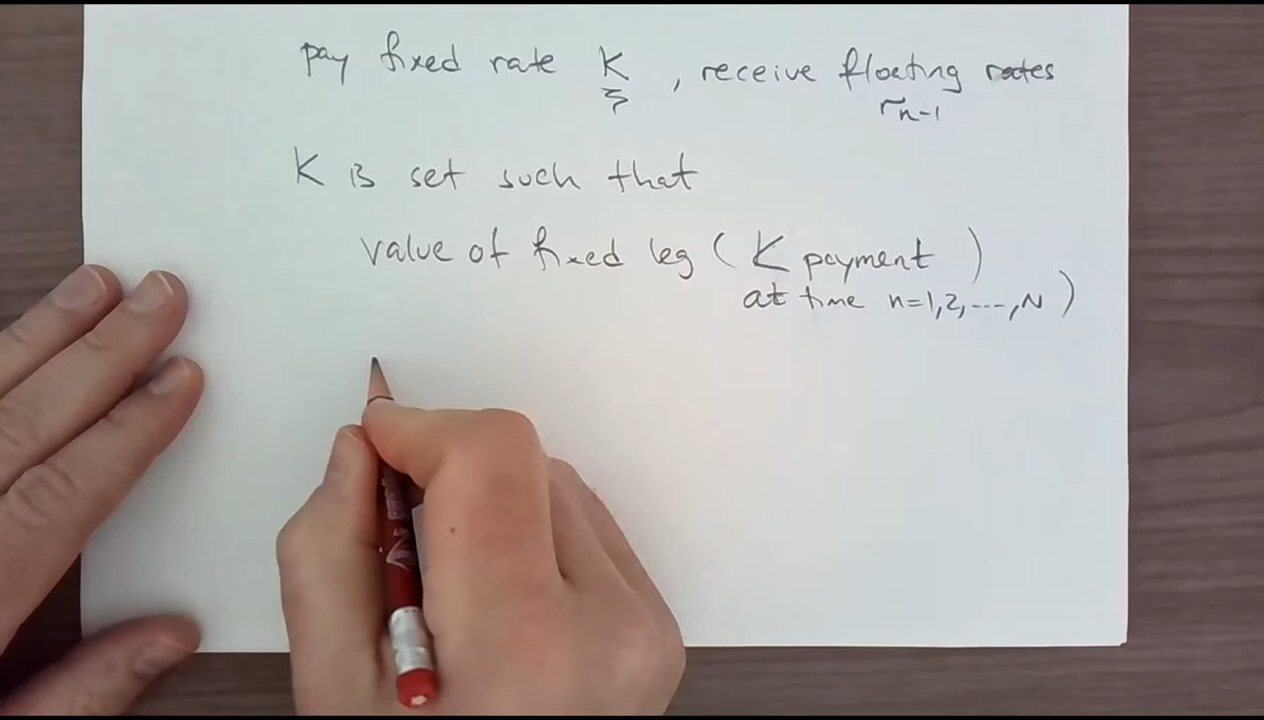 pay fixed rate K , receive floating rates
r_{n-1}
K is set such that
value of fixed leg ( K payment )
at time n=1,2,---,N )